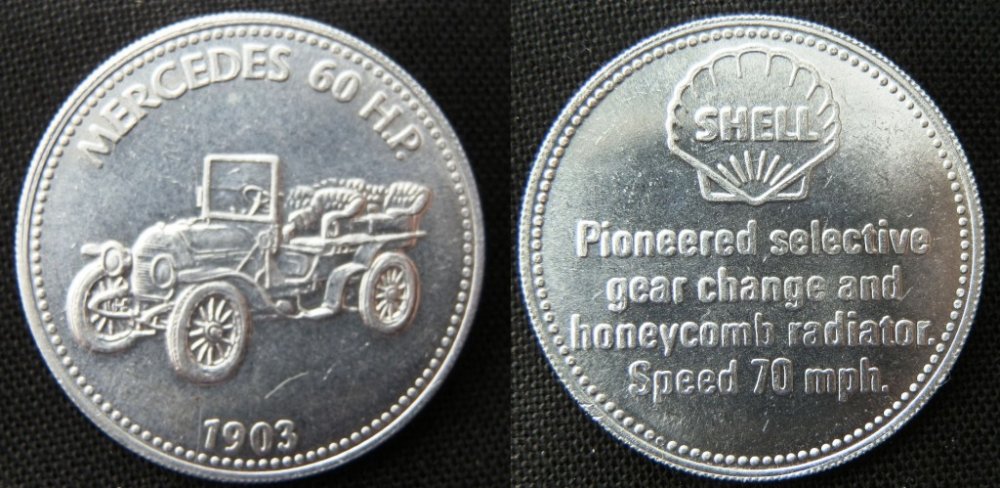 MERCEDES 60 H.P.
1903
SHELL
Pioneered selective
gear change and
honeycomb radiator.
Speed 70 mph.